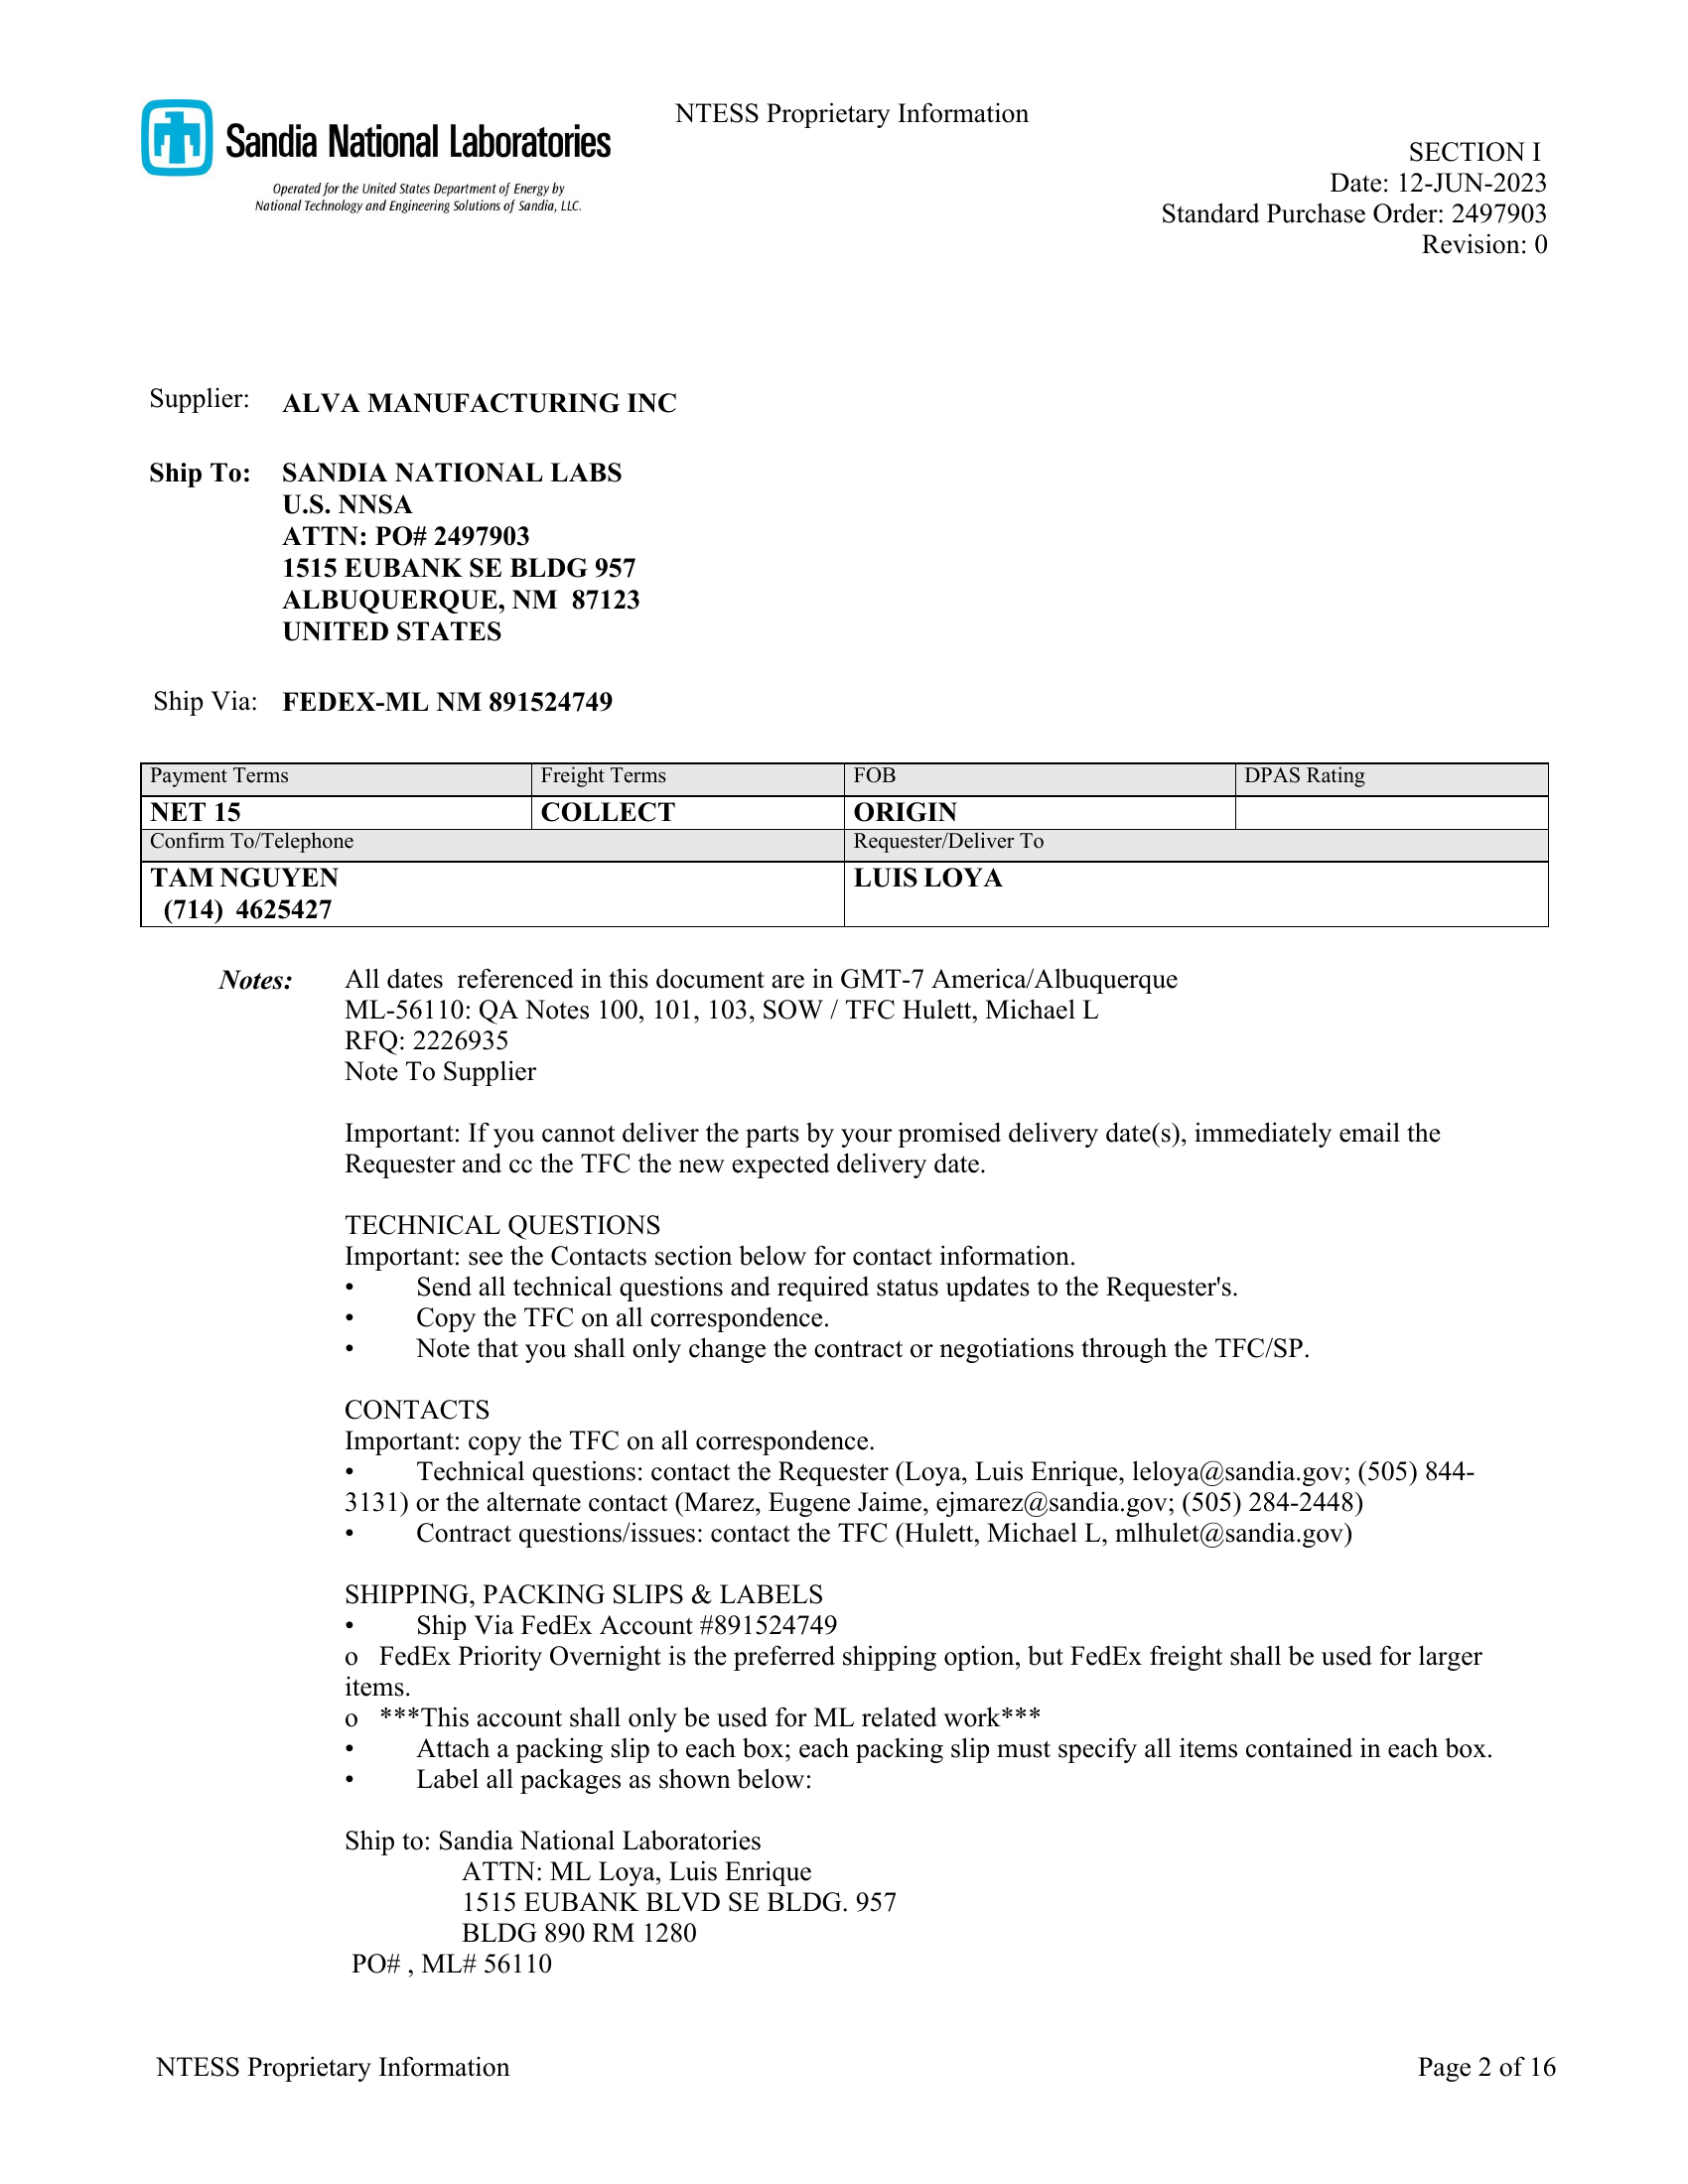 NTESS Proprietary Information
Sandia National Laboratories
Operated for the United States Department of Energy by
National Technology and Engineering Solutions of Sandia, LLC.
SECTION I
Date: 12-JUN-2023
Standard Purchase Order: 2497903
Revision: 0
Supplier: ALVA MANUFACTURING INC
Ship To: SANDIA NATIONAL LABS
U.S. NNSA
ATTN: PO# 2497903
1515 EUBANK SE BLDG 957
ALBUQUERQUE, NM  87123
UNITED STATES
Ship Via: FEDEX-ML NM 891524749
Payment Terms Freight Terms FOB DPAS Rating
NET 15 COLLECT ORIGIN
Confirm To/Telephone Requester/Deliver To
TAM NGUYEN LUIS LOYA
(714)  4625427
Notes: All dates  referenced in this document are in GMT-7 America/Albuquerque
ML-56110: QA Notes 100, 101, 103, SOW / TFC Hulett, Michael L
RFQ: 2226935
Note To Supplier
Important: If you cannot deliver the parts by your promised delivery date(s), immediately email the
Requester and cc the TFC the new expected delivery date.
TECHNICAL QUESTIONS
Important: see the Contacts section below for contact information.
• Send all technical questions and required status updates to the Requester's.
• Copy the TFC on all correspondence.
• Note that you shall only change the contract or negotiations through the TFC/SP.
CONTACTS
Important: copy the TFC on all correspondence.
• Technical questions: contact the Requester (Loya, Luis Enrique, leloya@sandia.gov; (505) 844-
3131) or the alternate contact (Marez, Eugene Jaime, ejmarez@sandia.gov; (505) 284-2448)
• Contract questions/issues: contact the TFC (Hulett, Michael L, mlhulet@sandia.gov)
SHIPPING, PACKING SLIPS & LABELS
• Ship Via FedEx Account #891524749
o FedEx Priority Overnight is the preferred shipping option, but FedEx freight shall be used for larger
items.
o ***This account shall only be used for ML related work***
• Attach a packing slip to each box; each packing slip must specify all items contained in each box.
• Label all packages as shown below:
Ship to: Sandia National Laboratories
ATTN: ML Loya, Luis Enrique
1515 EUBANK BLVD SE BLDG. 957
BLDG 890 RM 1280
PO# , ML# 56110
NTESS Proprietary Information Page 2 of 16